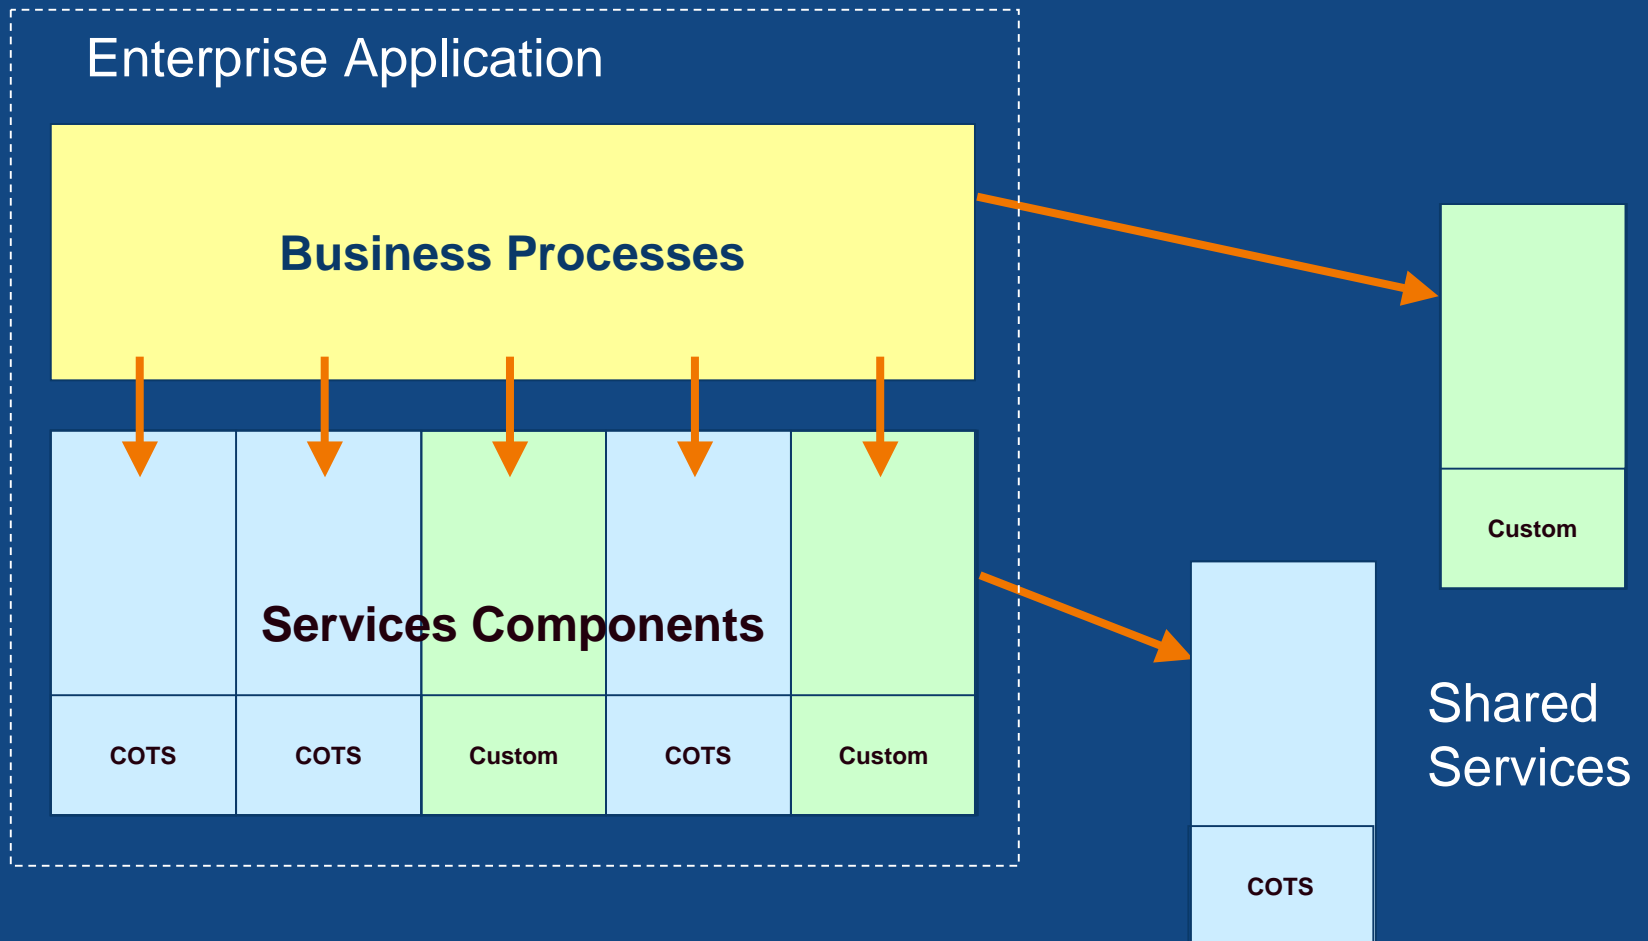 Enterprise Application
Business Processes
Services Components
COTS
COTS
Custom
COTS
Custom
Custom
Shared
Services
COTS